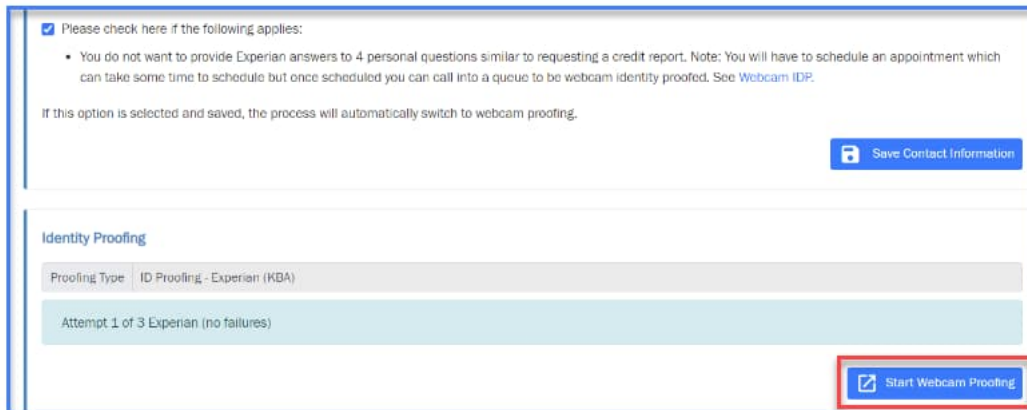 Please check here if the following applies:
• You do not want to provide Experian answers to 4 personal questions similar to requesting a credit report. Note: You will have to schedule an appointment which
can take some time to schedule but once scheduled you can call into a queue to be webcam identity proofed. See Webcam IDP.
If this option is selected and saved, the process will automatically switch to webcam proofing.
Save Contact Information
Identity Proofing
Proofing Type ID Proofing - Experian (KBA)
Attempt 1 of 3 Experian (no failures)
Start Webcam Proofing